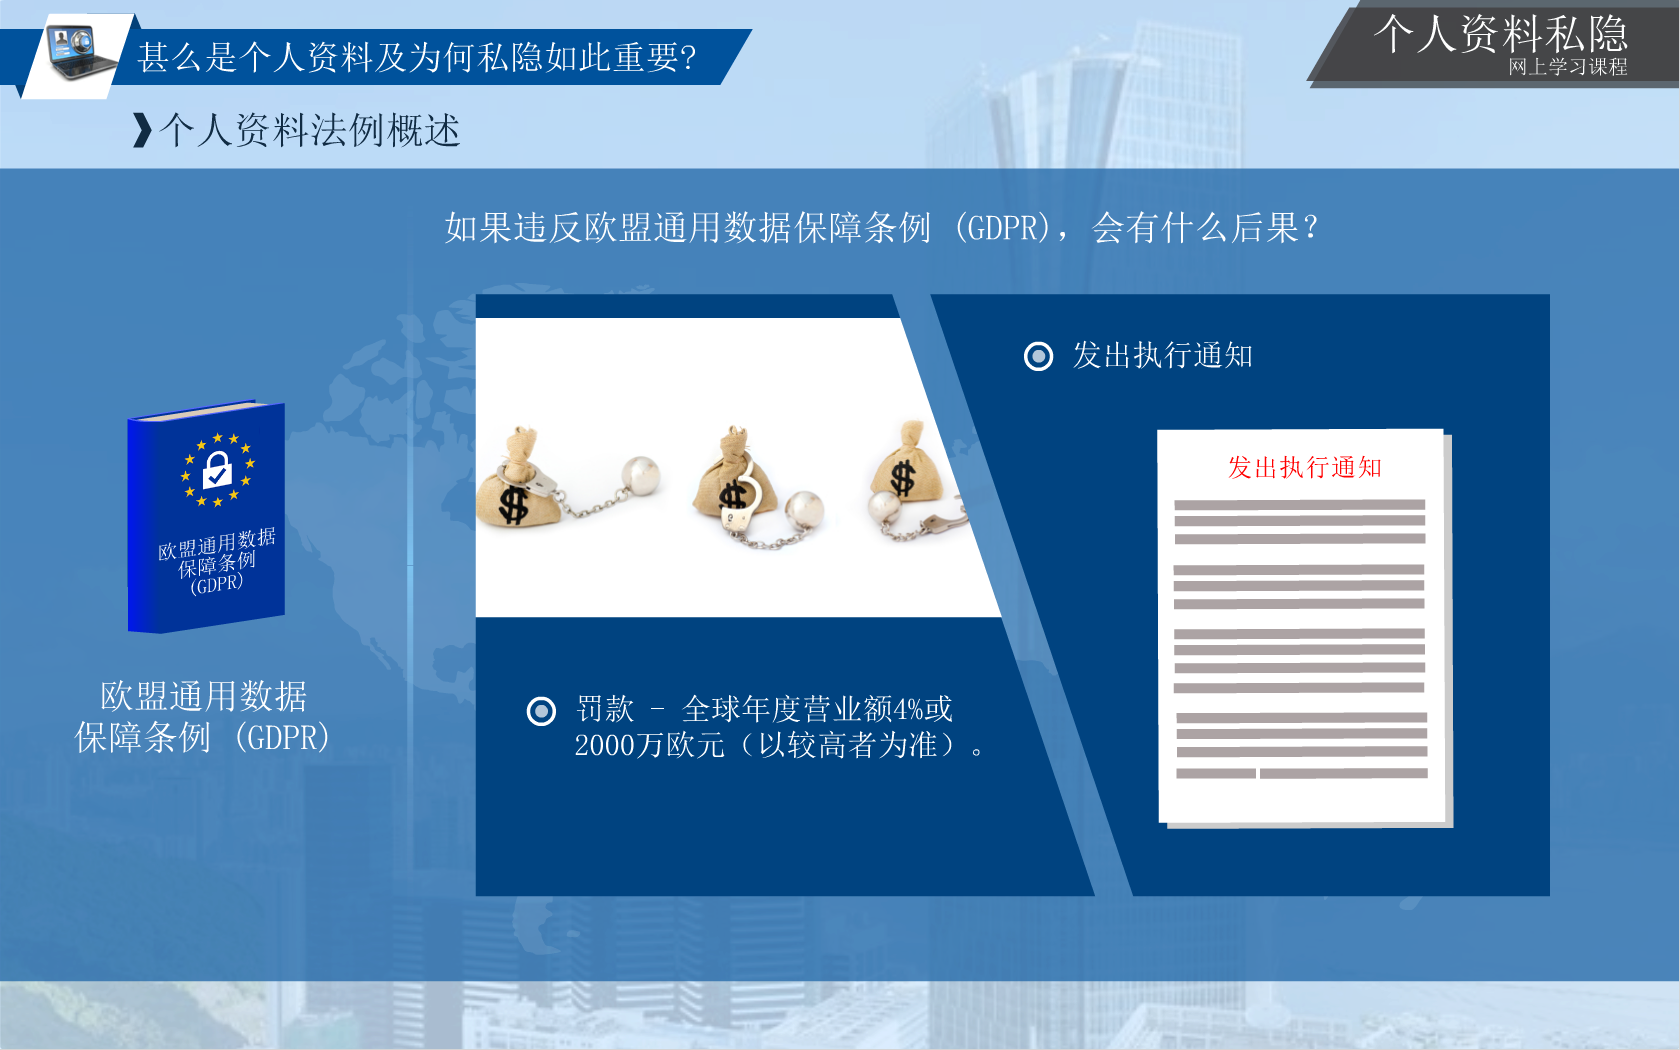 甚么是个人资料及为何私隐如此重要?
个人资料私隐
网上学习课程
个人资料法例概述
如果违反欧盟通用数据保障条例 (GDPR)，会有什么后果？
欧盟通用数据
保障条例
(GDPR)
欧盟通用数据
保障条例 (GDPR)
$ $ $
罚款 - 全球年度营业额4%或
2000万欧元（以较高者为准）。
发出执行通知
发出执行通知